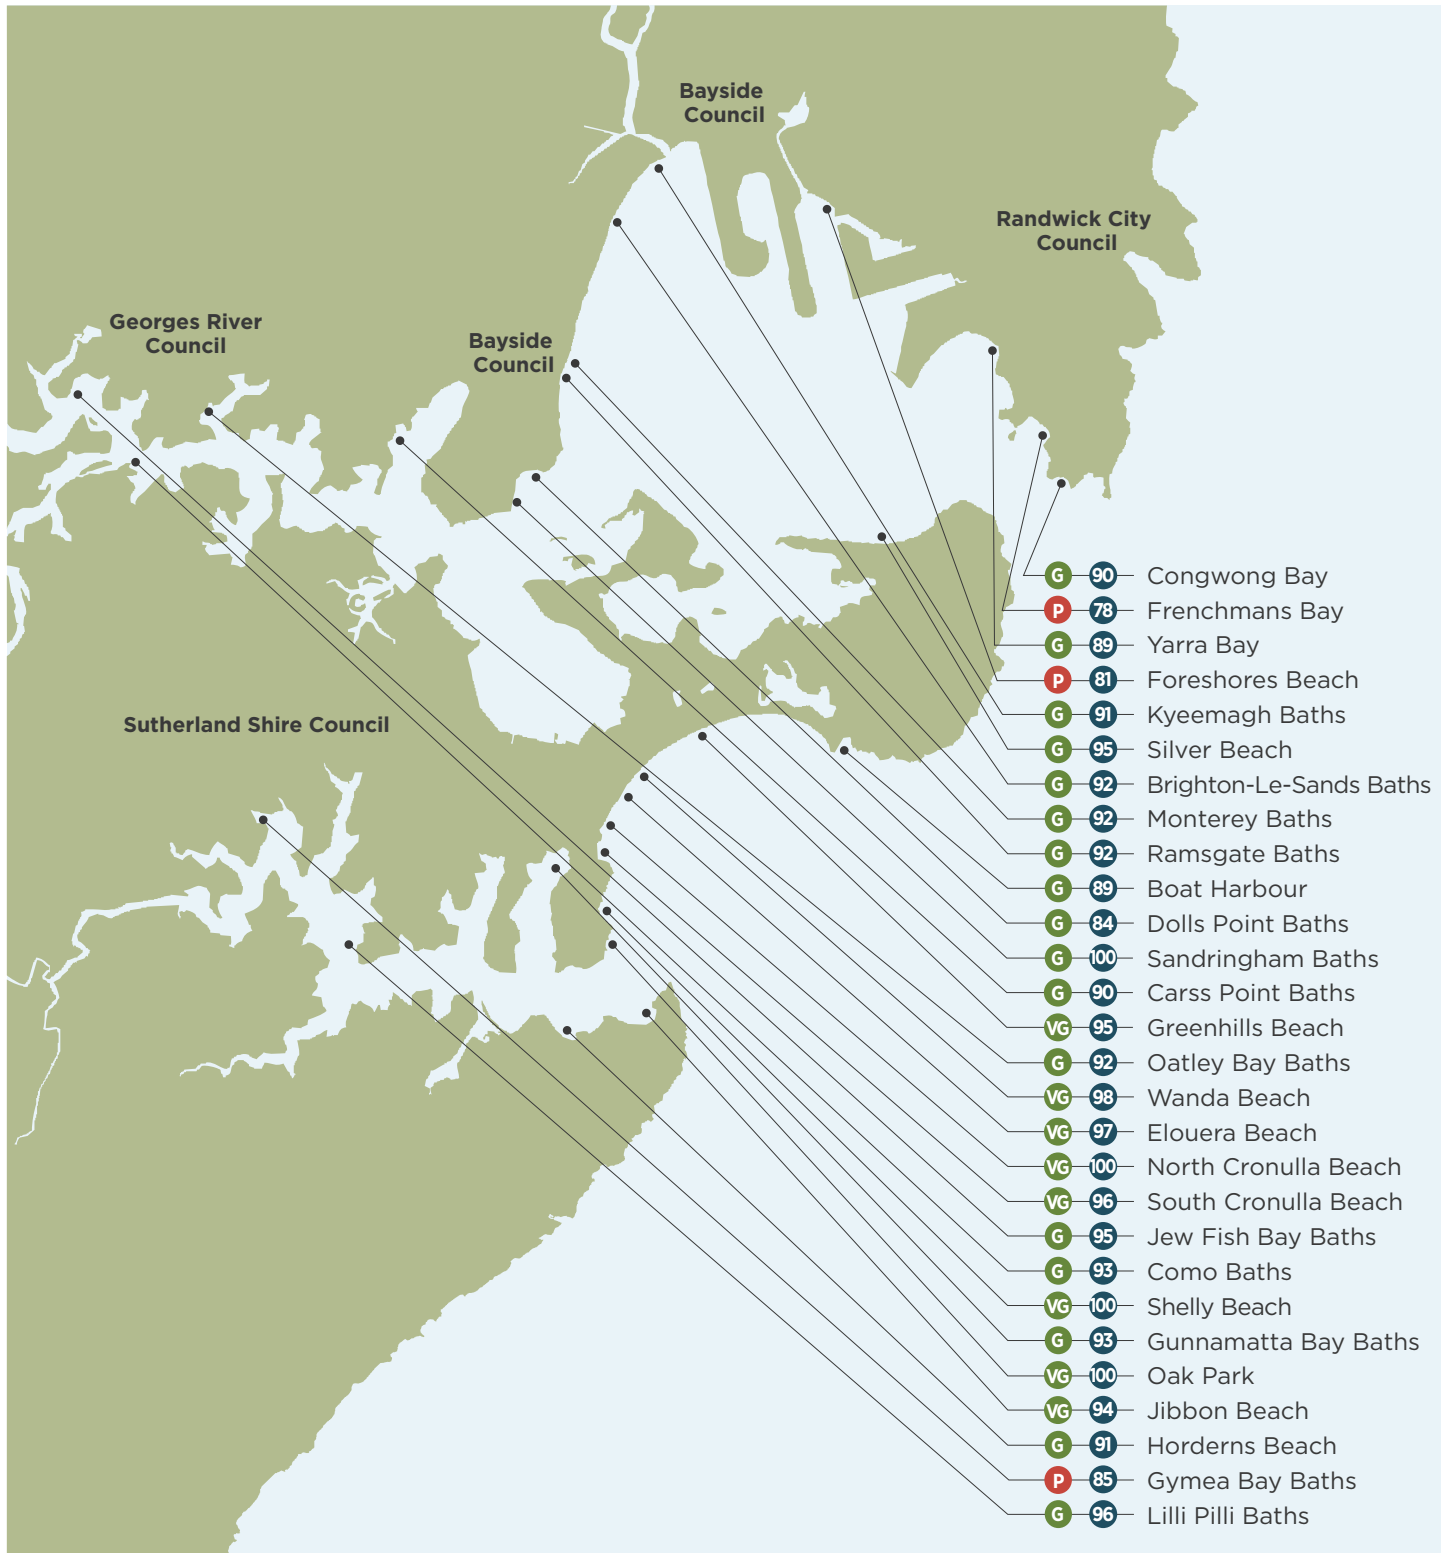 Bayside
Council
Randwick City
Council
Georges River
Council
Bayside
Council
Sutherland Shire Council
G 90 Congwong Bay
P 78 Frenchmans Bay
G 89 Yarra Bay
P 81 Foreshores Beach
G 91 Kyeemagh Baths
G 95 Silver Beach
G 92 Brighton-Le-Sands Baths
G 92 Monterey Baths
G 92 Ramsgate Baths
G 89 Boat Harbour
G 84 Dolls Point Baths
G 100 Sandringham Baths
G 90 Carss Point Baths
VG 95 Greenhills Beach
G 92 Oatley Bay Baths
VG 98 Wanda Beach
VG 97 Elouera Beach
VG 100 North Cronulla Beach
VG 96 South Cronulla Beach
G 95 Jew Fish Bay Baths
G 93 Como Baths
VG 100 Shelly Beach
G 93 Gunnamatta Bay Baths
VG 100 Oak Park
VG 94 Jibbon Beach
G 91 Horderns Beach
P 85 Gymea Bay Baths
G 96 Lilli Pilli Baths